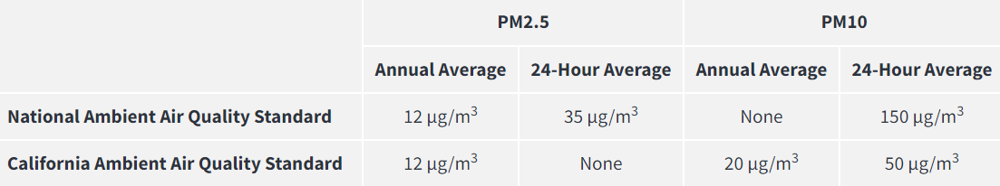 PM2.5 PM10
Annual Average 24-Hour Average Annual Average 24-Hour Average
National Ambient Air Quality Standard 12 μg/m³ 35 μg/m³ None 150 μg/m³
California Ambient Air Quality Standard 12 μg/m³ None 20 μg/m³ 50 μg/m³